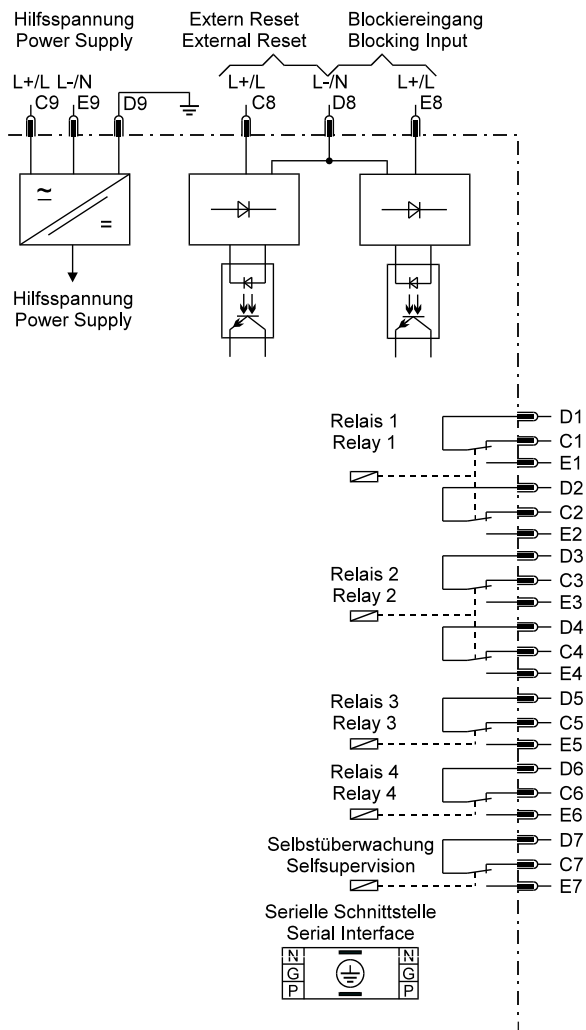 Hilfsspannung
Power Supply
Extern Reset
External Reset
Blockiereingang
Blocking Input
L+/L L-/N
C9 E9 D9
L+/L L-/N L+/L
C8 D8 E8
≂
=
Hilfsspannung
Power Supply
Relais 1
Relay 1
D1
C1
E1
D2
C2
E2
Relais 2
Relay 2
D3
C3
E3
D4
C4
E4
Relais 3
Relay 3
D5
C5
E5
Relais 4
Relay 4
D6
C6
E6
Selbstüberwachung
Selfsupervision
D7
C7
E7
Serielle Schnittstelle
Serial Interface
N N
G G
P P